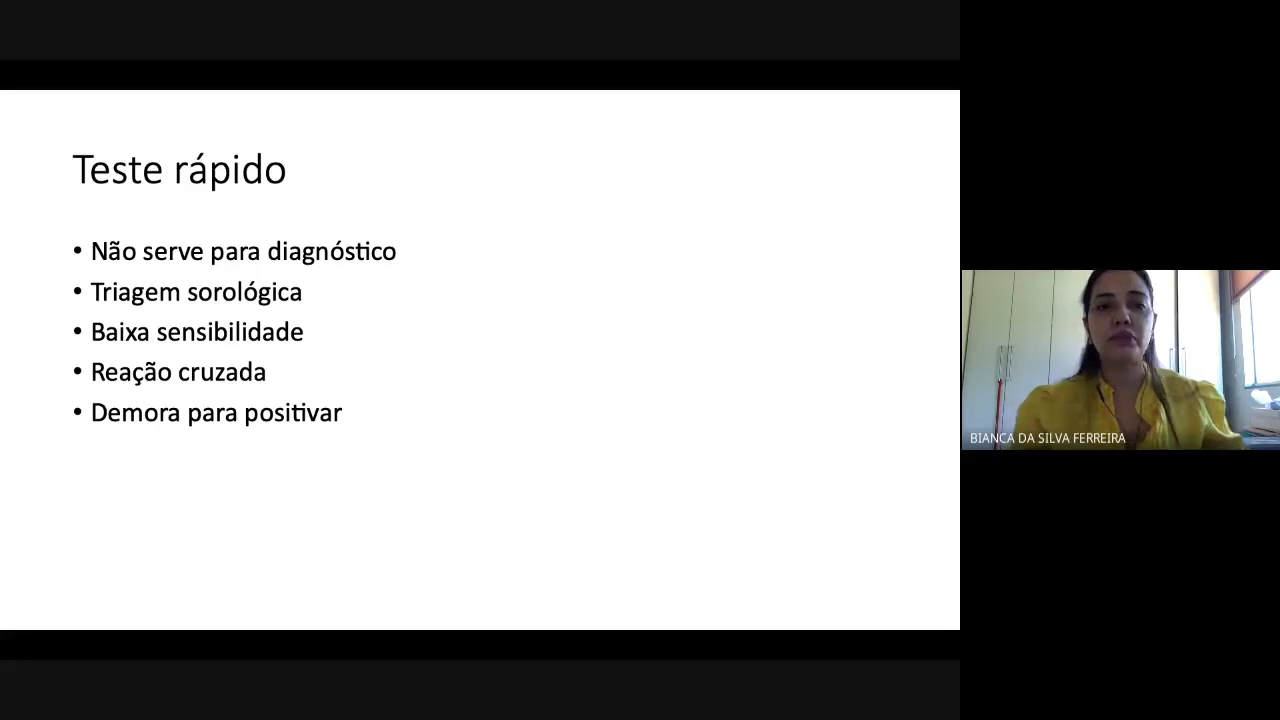 Teste rápido
• Não serve para diagnóstico
• Triagem sorológica
• Baixa sensibilidade
• Reação cruzada
• Demora para positivar
BIANCA DA SILVA FERREIRA